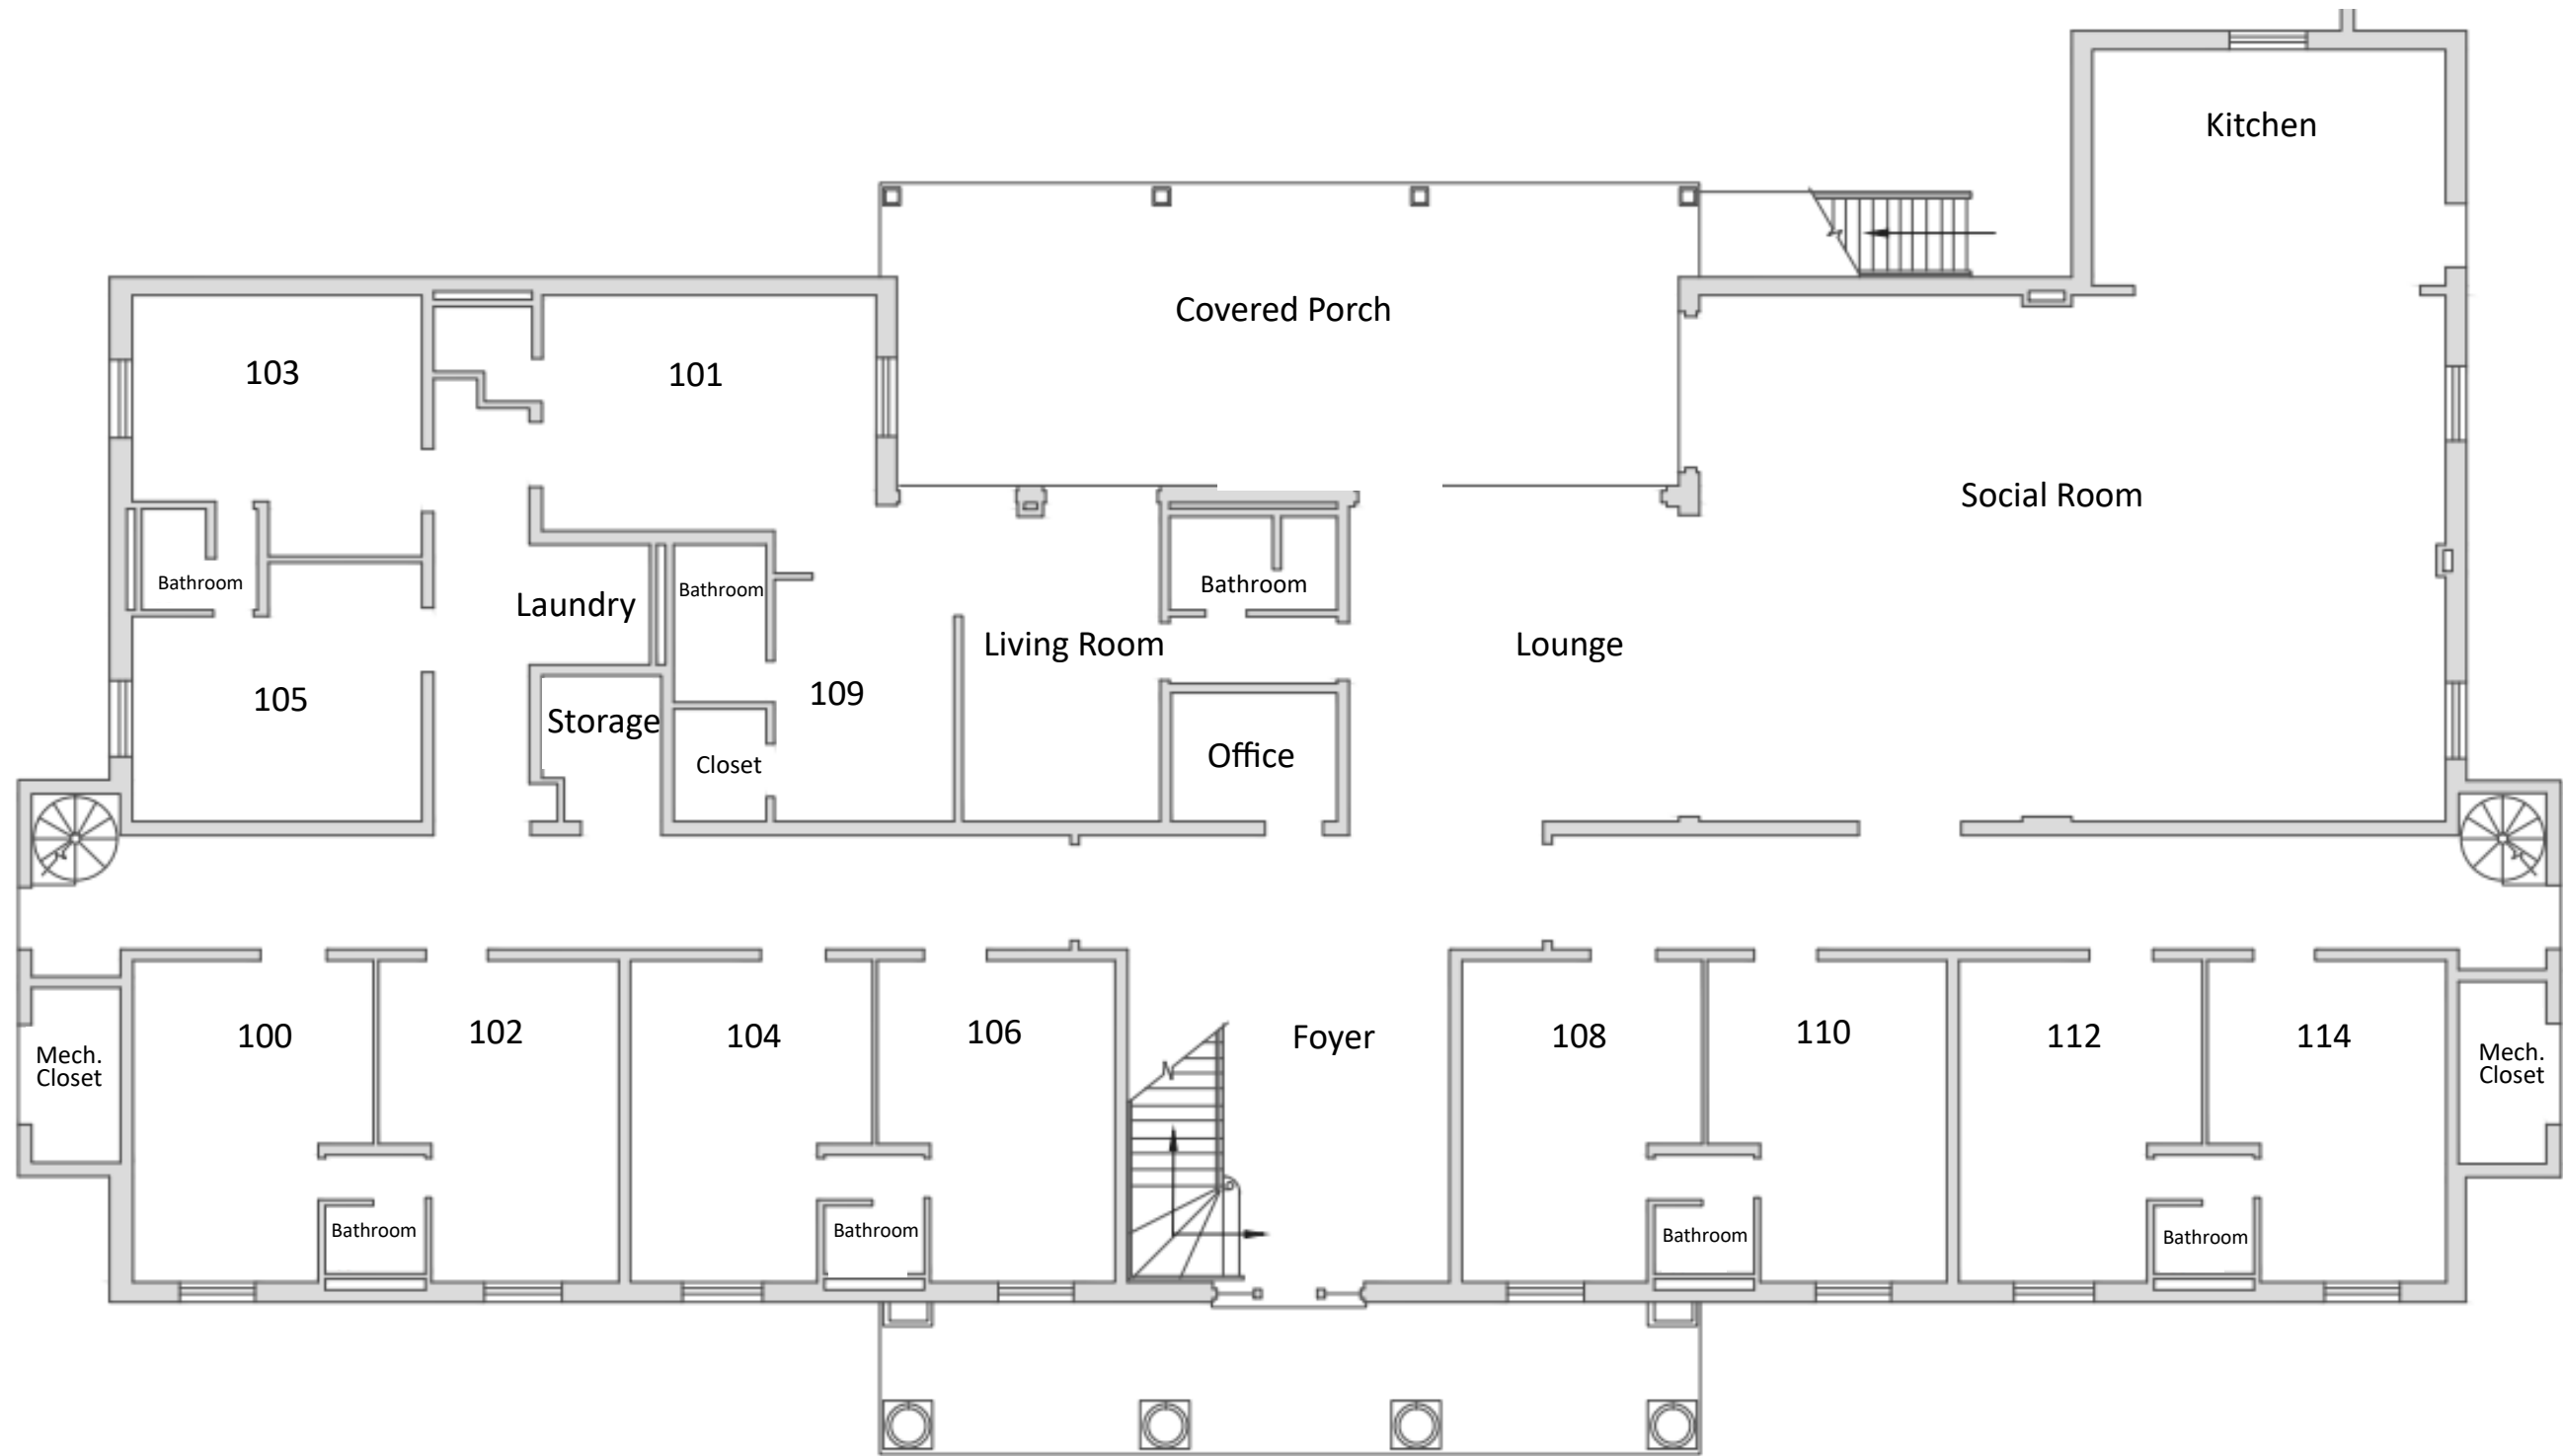 Kitchen
Covered Porch
103
101
Social Room
Bathroom
Bathroom
Bathroom
Laundry
Living Room
Lounge
109
105
Storage
Office
Closet
100
102
104
106
Foyer
108
110
112
114
Mech.
Closet
Mech.
Closet
Bathroom
Bathroom
Bathroom
Bathroom